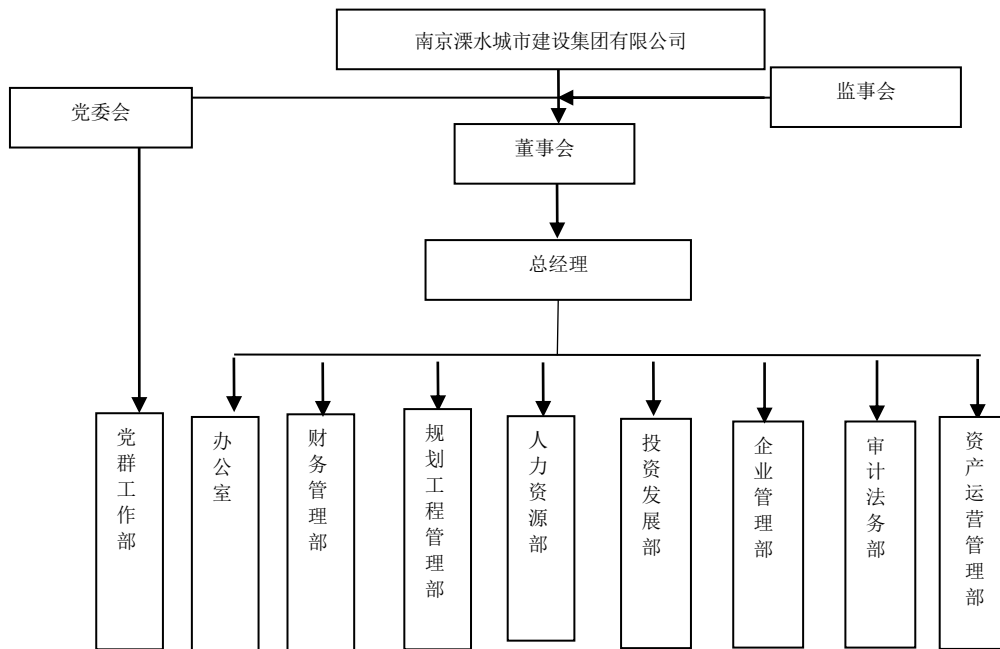 南京溧水城市建设集团有限公司
党委会
监事会
董事会
总经理
党群工作部
办公室
财务管理部
规划工程管理部
人力资源部
投资发展部
企业管理部
审计法务部
资产运营管理部